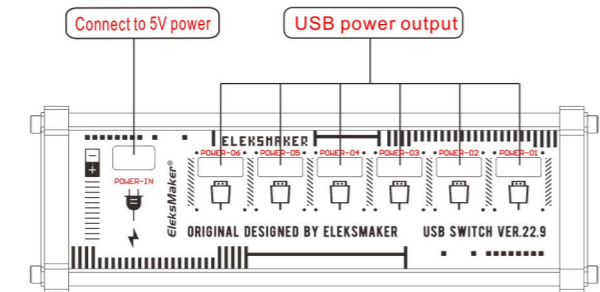 Connect to 5V power
USB power output
ELEKSMAKER
POWER-06 POWER-05 POWER-04 POWER-03 POWER-02 POWER-01
- +
POWER-IN
EleksMaker®
ORIGINAL DESIGNED BY ELEKSMAKER
USB SWITCH VER.22.9